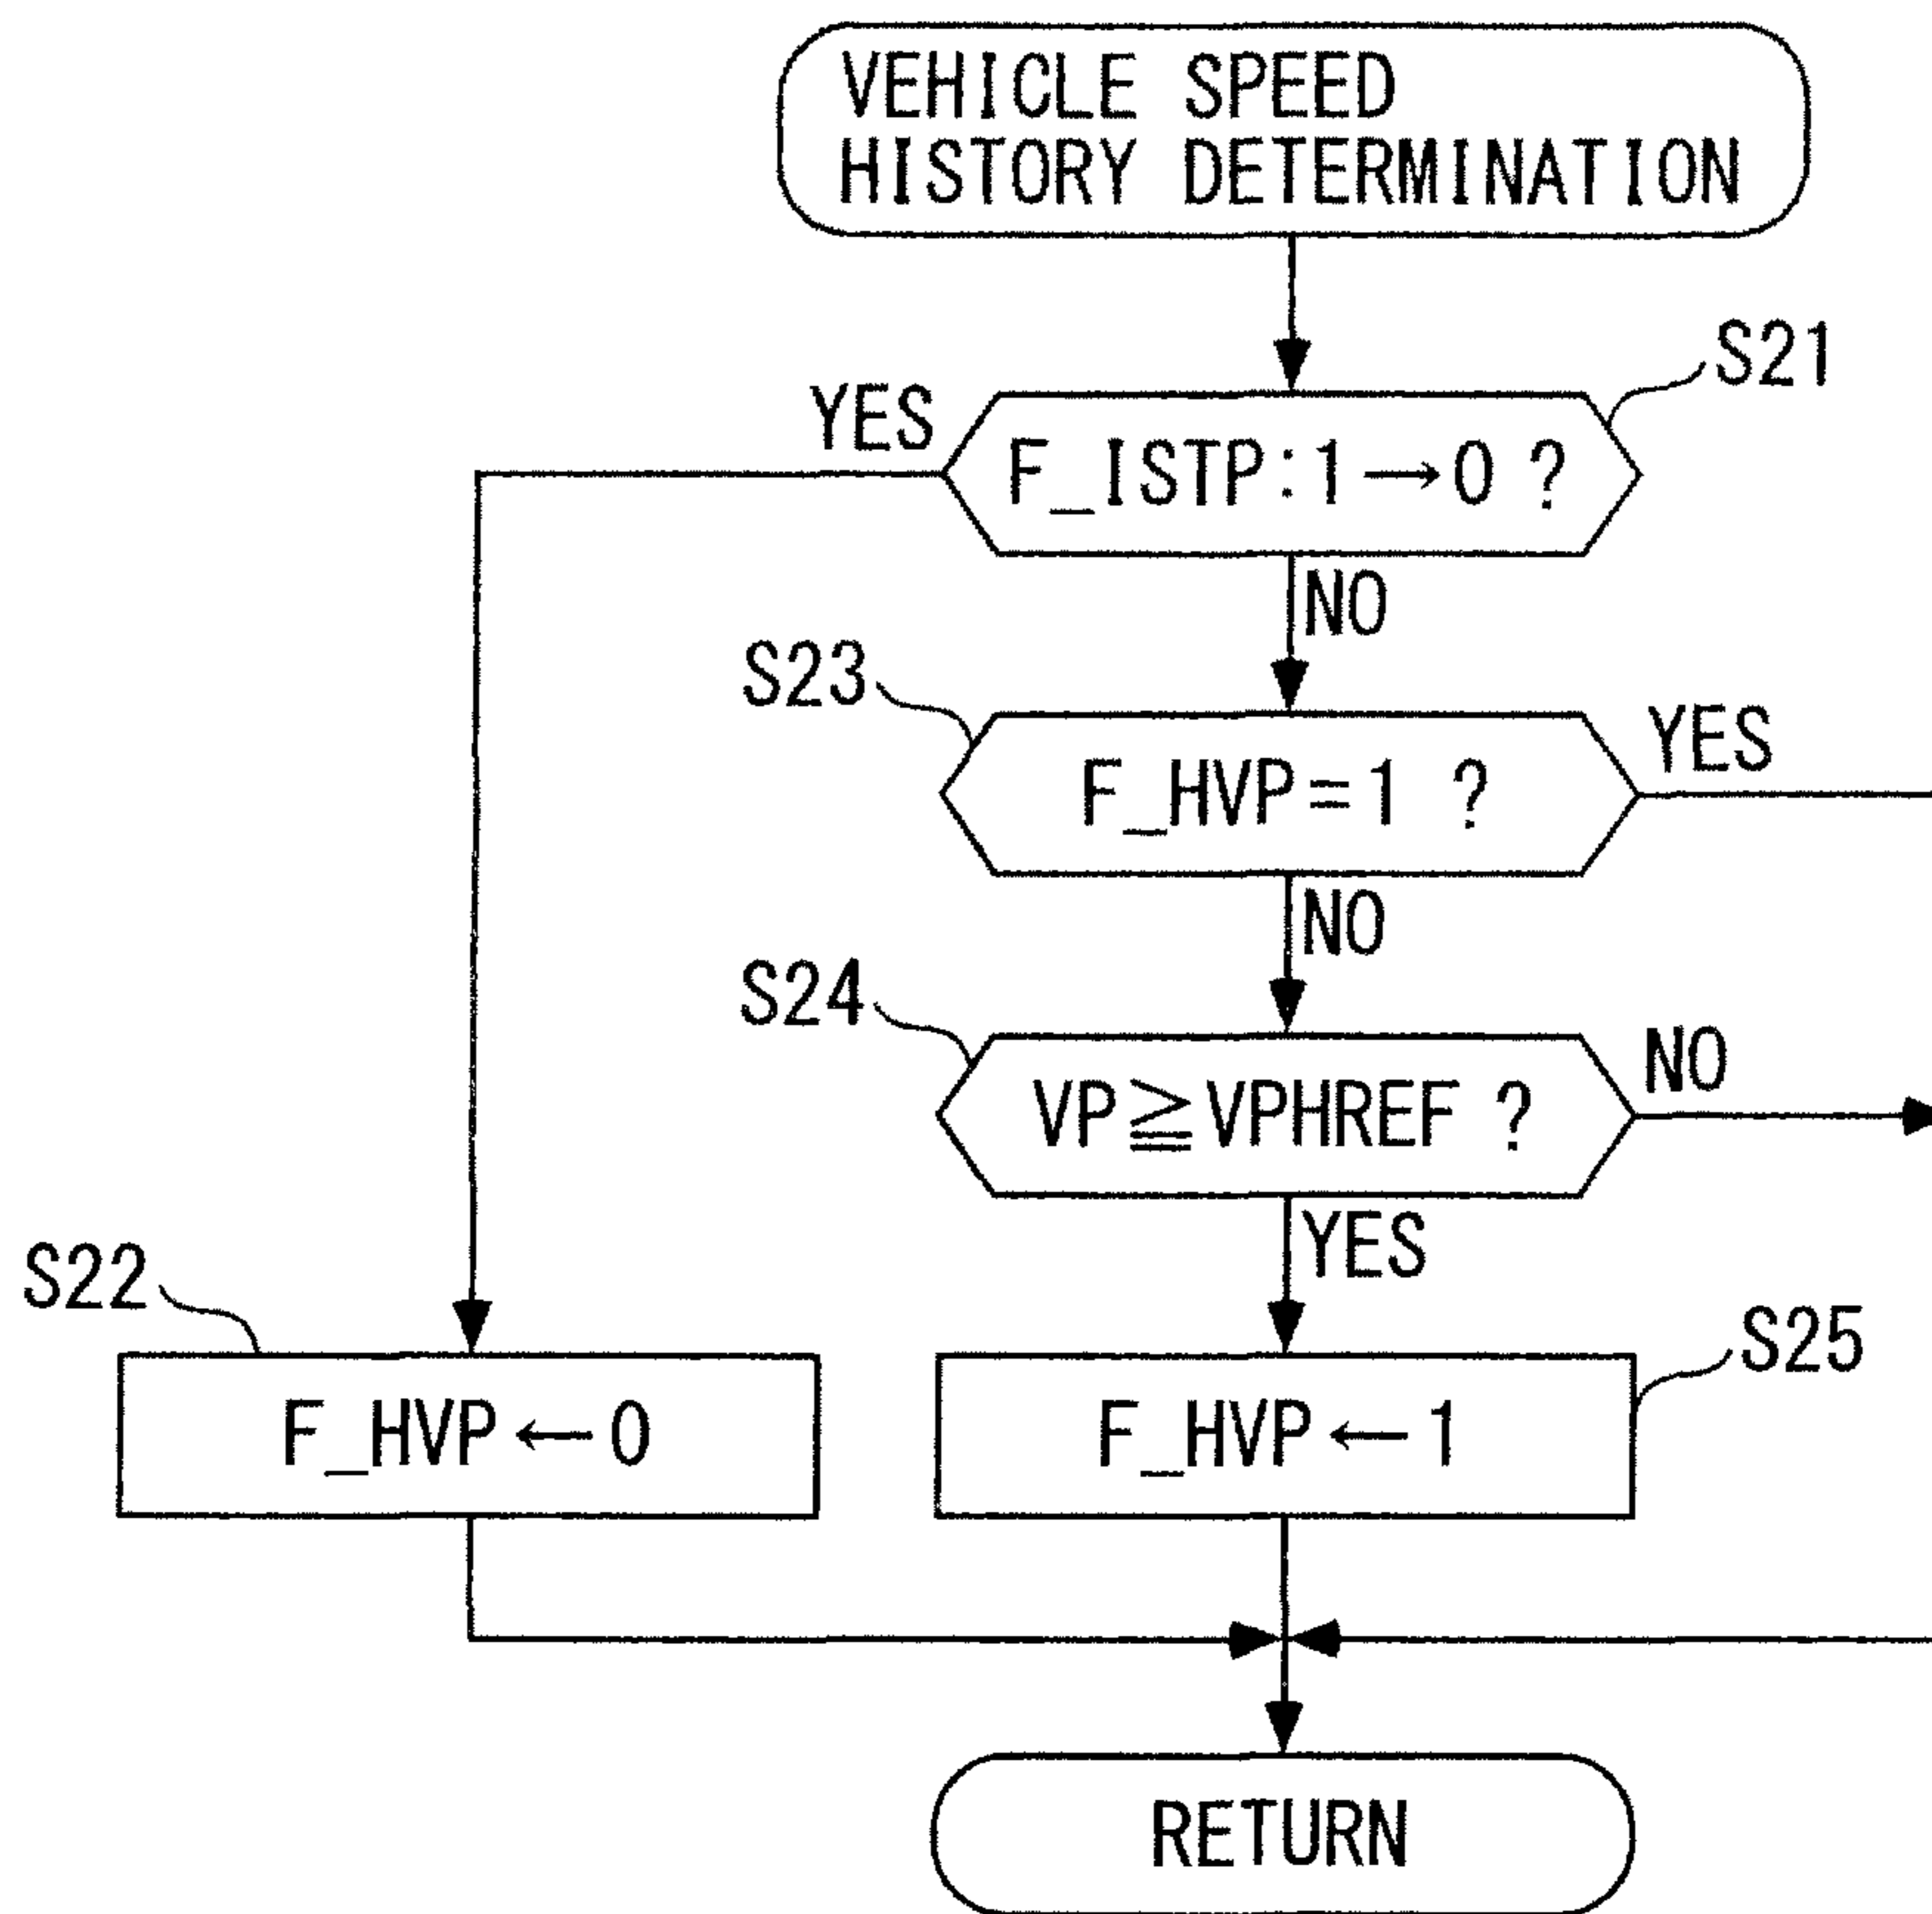 VEHICLE SPEED
HISTORY DETERMINATION
S21
YES
F_ISTP:1→0 ?
NO
S23
YES
F_HVP=1 ?
NO
S24
NO
VP≧VPHREF ?
YES
S22
S25
F_HVP←0
F_HVP←1
RETURN